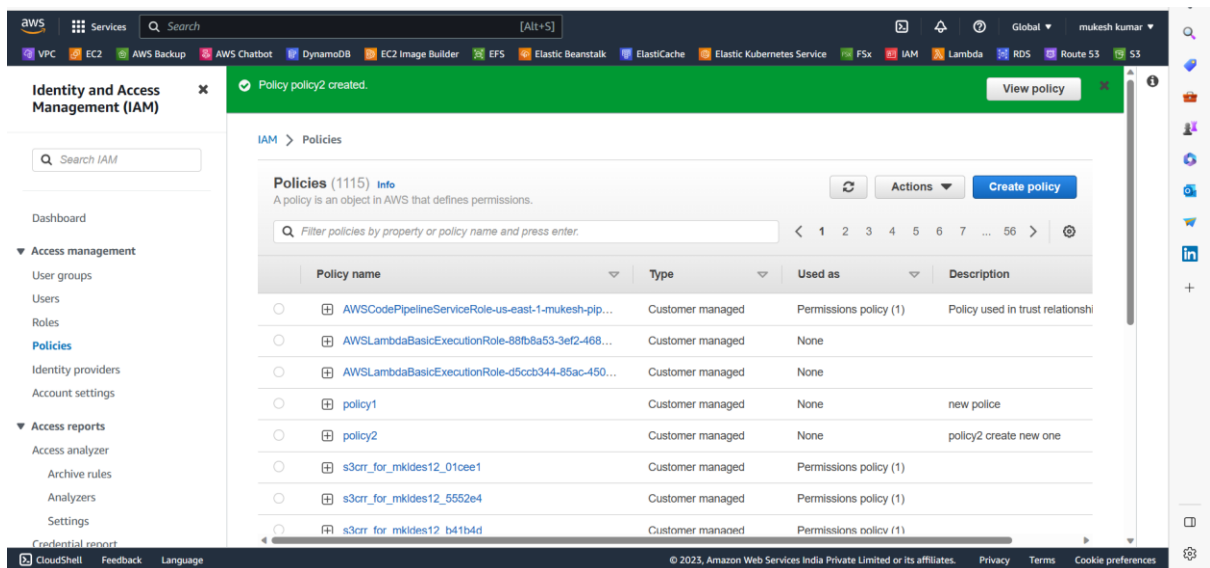 aws Services Search [Alt+S] Global mukesh kumar
VPC EC2 AWS Backup AWS Chatbot DynamoDB EC2 Image Builder EFS Elastic Beanstalk ElastiCache Elastic Kubernetes Service FSx IAM Lambda RDS Route 53 S3
Identity and Access
Management (IAM)
Search IAM
Dashboard
Access management
User groups
Users
Roles
Policies
Identity providers
Account settings
Access reports
Access analyzer
Archive rules
Analyzers
Settings
Credential report
Policy policy2 created. View policy
IAM > Policies
Policies (1115) Info
A policy is an object in AWS that defines permissions.
Actions Create policy
Filter policies by property or policy name and press enter. 1 2 3 4 5 6 7 ... 56
Policy name Type Used as Description
AWSCodePipelineServiceRole-us-east-1-mukesh-pip... Customer managed Permissions policy (1) Policy used in trust relationshi
AWSLambdaBasicExecutionRole-88fb8a53-3ef2-468... Customer managed None
AWSLambdaBasicExecutionRole-d5ccb344-85ac-450... Customer managed None
policy1 Customer managed None new police
policy2 Customer managed None policy2 create new one
s3crr_for_mkldes12_01cee1 Customer managed Permissions policy (1)
s3crr_for_mkldes12_5552e4 Customer managed Permissions policy (1)
s3crr_for_mkldes12_b41b4d Customer managed Permissions policy (1)
in
CloudShell Feedback Language © 2023, Amazon Web Services India Private Limited or its affiliates. Privacy Terms Cookie preferences